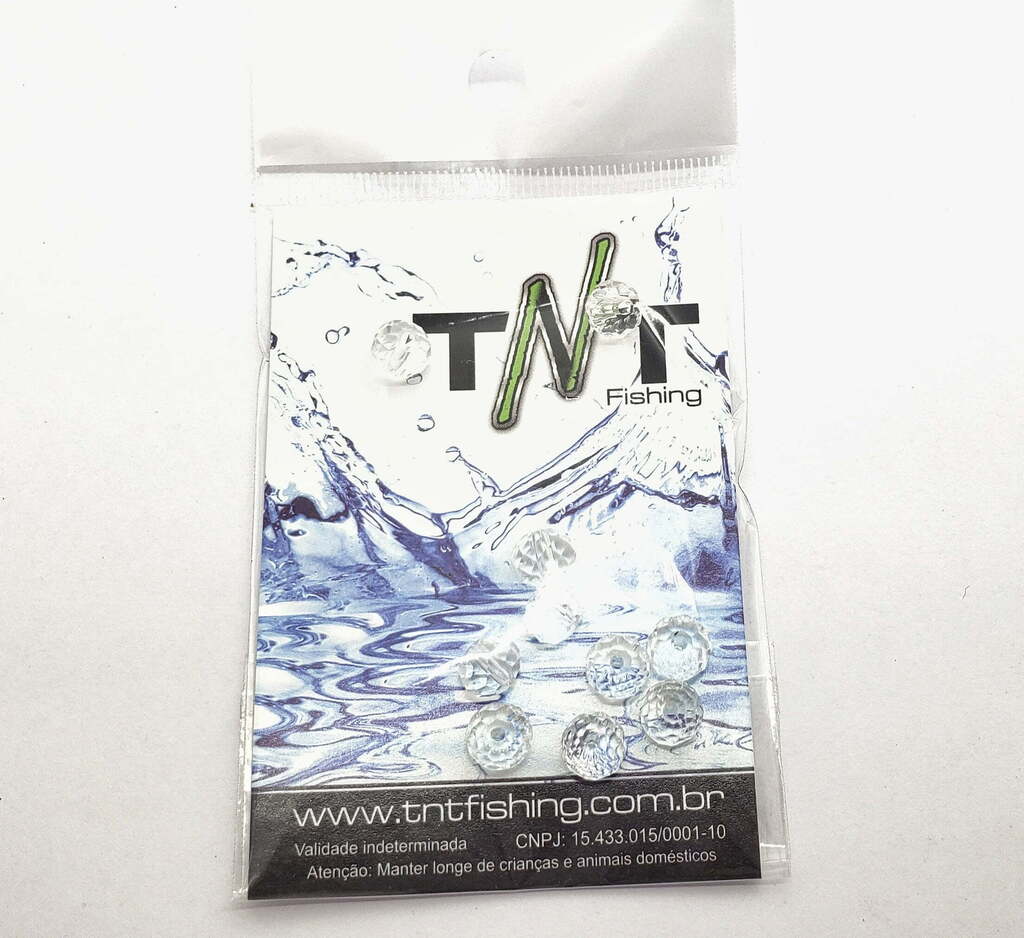 TNT
Fishing
www.tntfishing.com.br
Validade indeterminada CNPJ: 15.433.015/0001-10
Atenção: Manter longe de crianças e animais domésticos